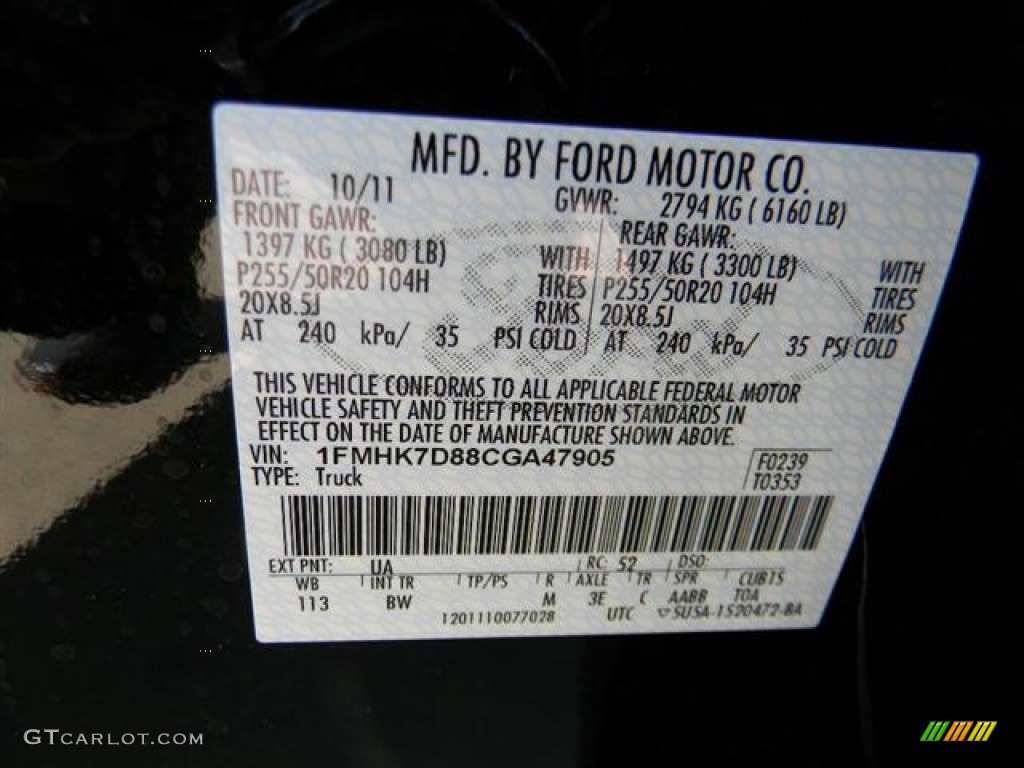 MFD. BY FORD MOTOR CO.
DATE: 10/11 GVWR: 2794 KG ( 6160 LB)
FRONT GAWR: REAR GAWR:
1397 KG ( 3080 LB) WITH 1497 KG ( 3300 LB) WITH
P255/50R20 104H TIRES P255/50R20 104H TIRES
20X8.5J RIMS 20X8.5J RIMS
AT 240 kPa/ 35 PSI COLD AT 240 kPa/ 35 PSI COLD
THIS VEHICLE CONFORMS TO ALL APPLICABLE FEDERAL MOTOR
VEHICLE SAFETY AND THEFT PREVENTION STANDARDS IN
EFFECT ON THE DATE OF MANUFACTURE SHOWN ABOVE.
VIN: 1FMHK7D88CGA47905 F0239
TYPE: Truck T0353
EXT PNT: UA RC: 52 DSO:
WB INT TR TP/PS R AXLE TR SPR CUBTS
113 BW M 3E C AABB TOA
1201110077028 UTC ▽SU5A-1520472-BA
GTCARLOT.COM